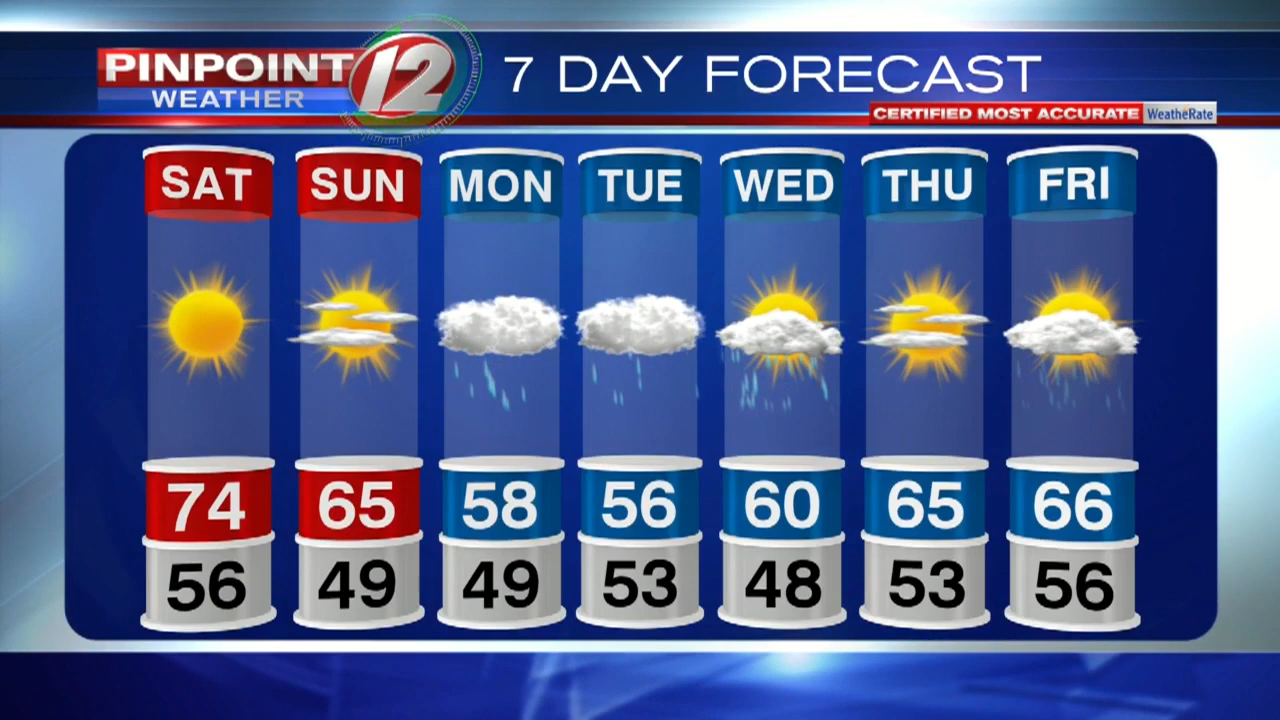 PINPOINT 12
WEATHER
7 DAY FORECAST
CERTIFIED MOST ACCURATE WeatheRate
SAT SUN MON TUE WED THU FRI
74 65 58 56 60 65 66
56 49 49 53 48 53 56